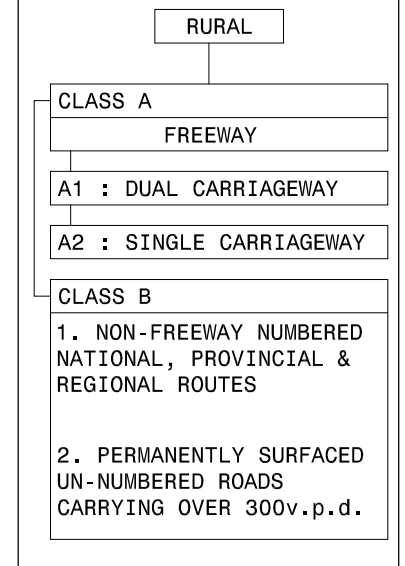 RURAL
CLASS A
FREEWAY
A1 : DUAL CARRIAGEWAY
A2 : SINGLE CARRIAGEWAY
CLASS B
1. NON-FREEWAY NUMBERED
NATIONAL, PROVINCIAL &
REGIONAL ROUTES
2. PERMANENTLY SURFACED
UN-NUMBERED ROADS
CARRYING OVER 300v.p.d.